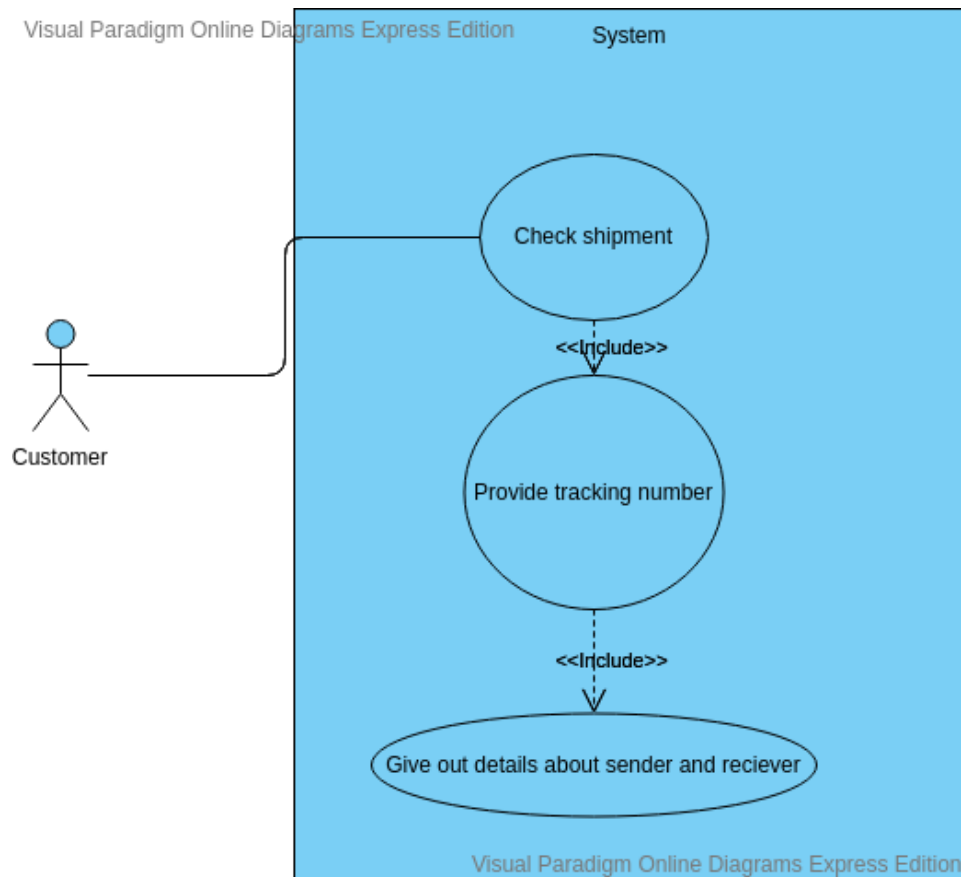 Visual Paradigm Online Diagrams Express Edition
System
Check shipment
<<Include>>
Customer
Provide tracking number
<<Include>>
Give out details about sender and reciever
Visual Paradigm Online Diagrams Express Edition